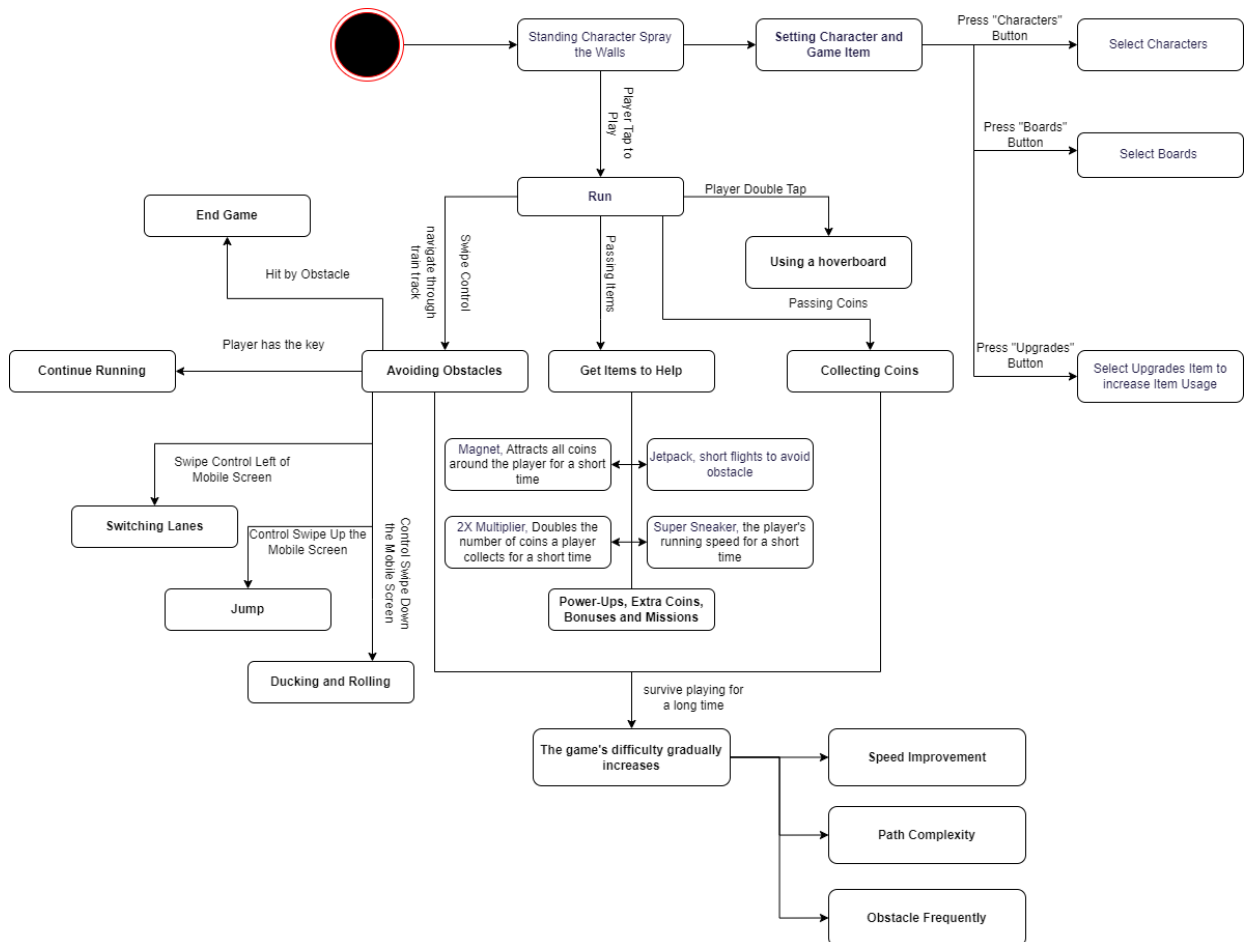 Standing Character Spray
the Walls
Setting Character and
Game Item
Press "Characters"
Button
Select Characters
Player Tap to
Play
Press "Boards"
Button
Select Boards
Run
Player Double Tap
End Game
Swipe Control
navigate through
train track
Passing Items
Using a hoverboard
Hit by Obstacle
Passing Coins
Player has the key
Press "Upgrades"
Button
Continue Running
Avoiding Obstacles
Get Items to Help
Collecting Coins
Select Upgrades Item to
increase Item Usage
Magnet, Attracts all coins
around the player for a short
time
Jetpack, short flights to avoid
obstacle
Swipe Control Left of
Mobile Screen
Switching Lanes
2X Multiplier, Doubles the
number of coins a player
collects for a short time
Super Sneaker, the player's
running speed for a short
time
Control Swipe Up the
Mobile Screen
Control Swipe Down
the Mobile Screen
Jump
Power-Ups, Extra Coins,
Bonuses and Missions
Ducking and Rolling
survive playing for
a long time
The game's difficulty gradually
increases
Speed Improvement
Path Complexity
Obstacle Frequently